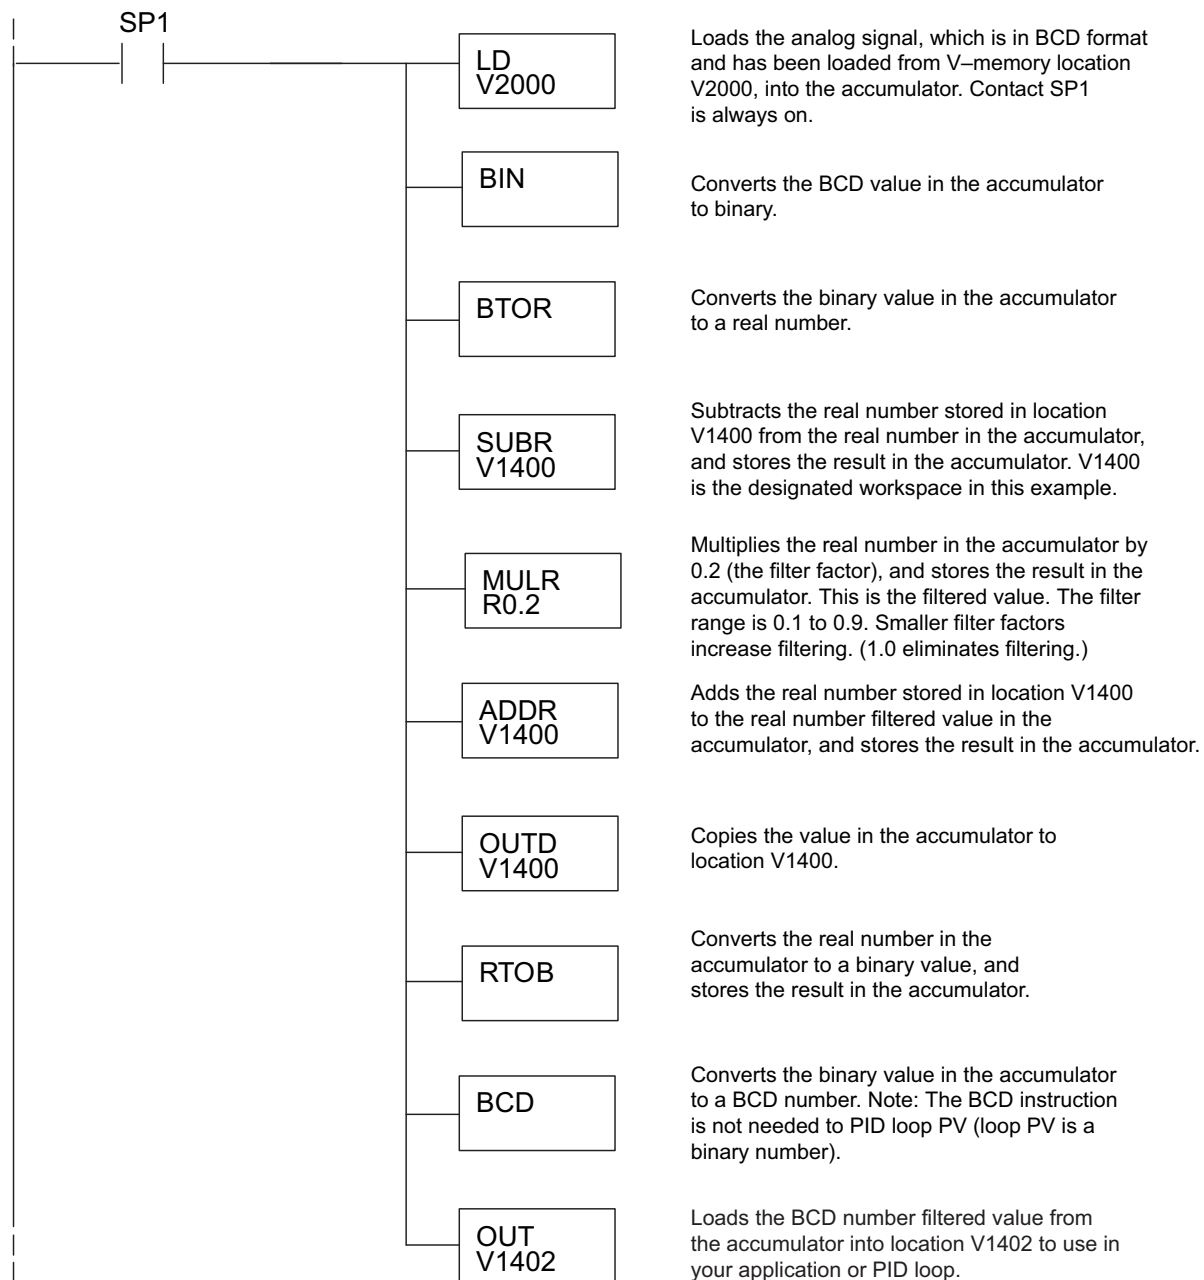 SP1
LD
V2000
Loads the analog signal, which is in BCD format
and has been loaded from V–memory location
V2000, into the accumulator. Contact SP1
is always on.
BIN
Converts the BCD value in the accumulator
to binary.
BTOR
Converts the binary value in the accumulator
to a real number.
SUBR
V1400
Subtracts the real number stored in location
V1400 from the real number in the accumulator,
and stores the result in the accumulator. V1400
is the designated workspace in this example.
MULR
R0.2
Multiplies the real number in the accumulator by
0.2 (the filter factor), and stores the result in the
accumulator. This is the filtered value. The filter
range is 0.1 to 0.9. Smaller filter factors
increase filtering. (1.0 eliminates filtering.)
ADDR
V1400
Adds the real number stored in location V1400
to the real number filtered value in the
accumulator, and stores the result in the accumulator.
OUTD
V1400
Copies the value in the accumulator to
location V1400.
RTOB
Converts the real number in the
accumulator to a binary value, and
stores the result in the accumulator.
BCD
Converts the binary value in the accumulator
to a BCD number. Note: The BCD instruction
is not needed to PID loop PV (loop PV is a
binary number).
OUT
V1402
Loads the BCD number filtered value from
the accumulator into location V1402 to use in
your application or PID loop.